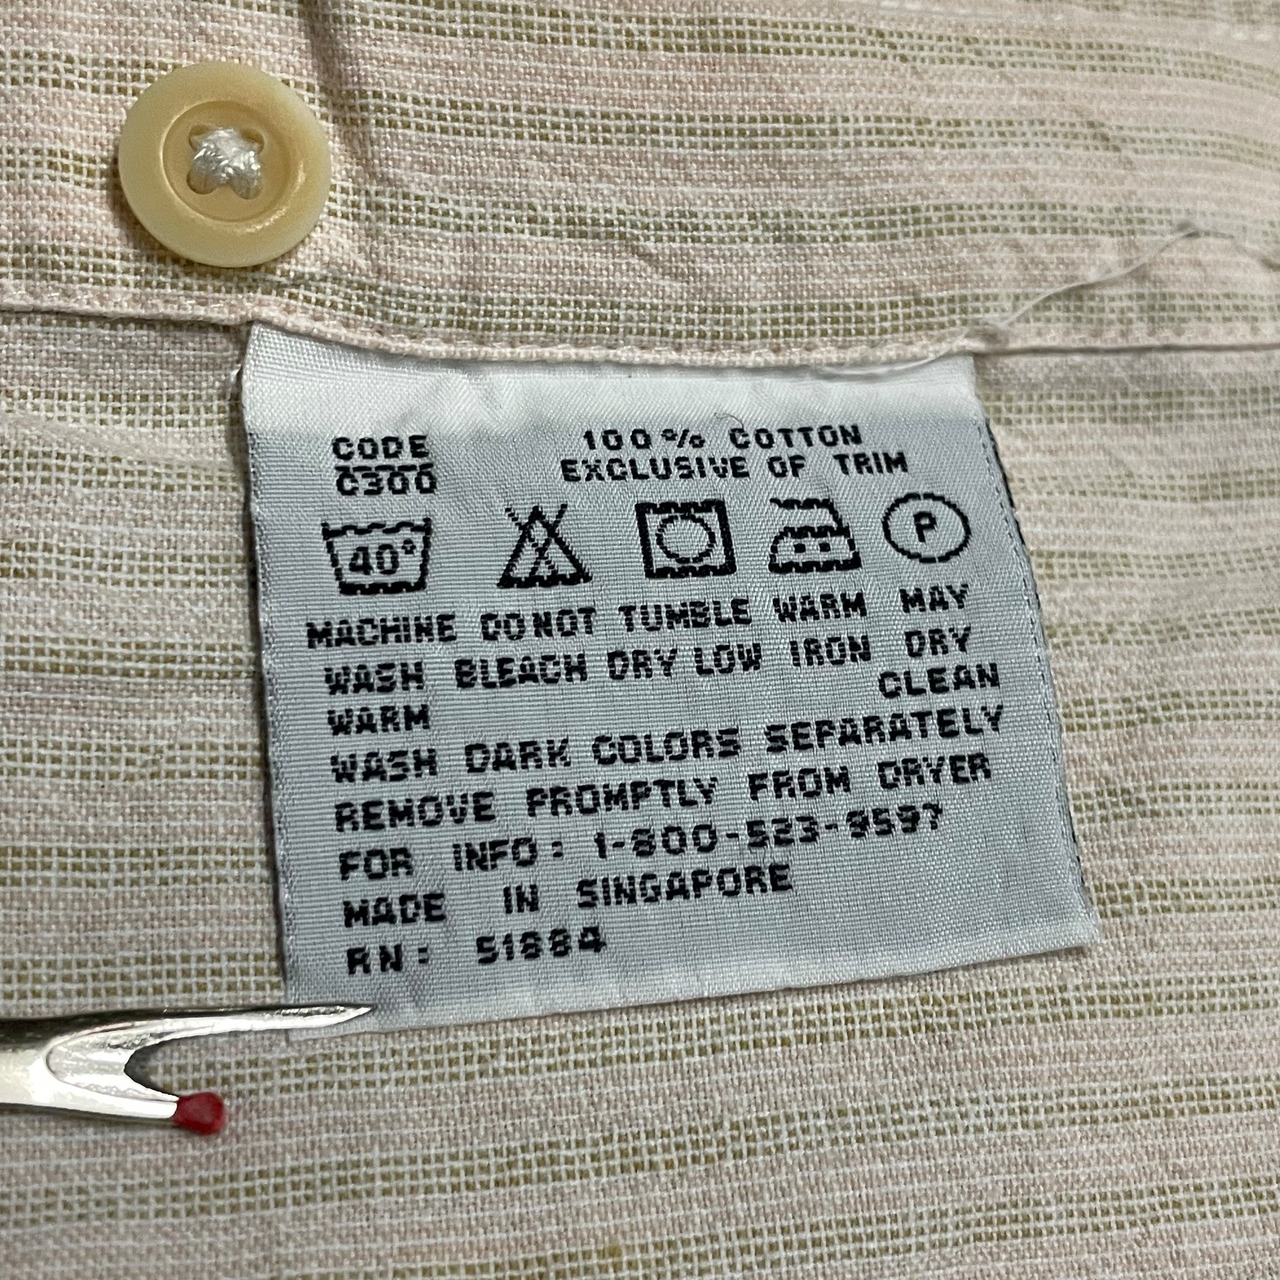 CODE
C300
100% COTTON
EXCLUSIVE OF TRIM
40°
P
MACHINE DO NOT TUMBLE WARM MAY
WASH BLEACH DRY LOW IRON DRY
WARM CLEAN
WASH DARK COLORS SEPARATELY
REMOVE PROMPTLY FROM DRYER
FOR INFO: 1-800-523-9597
MADE IN SINGAPORE
RN: 51884